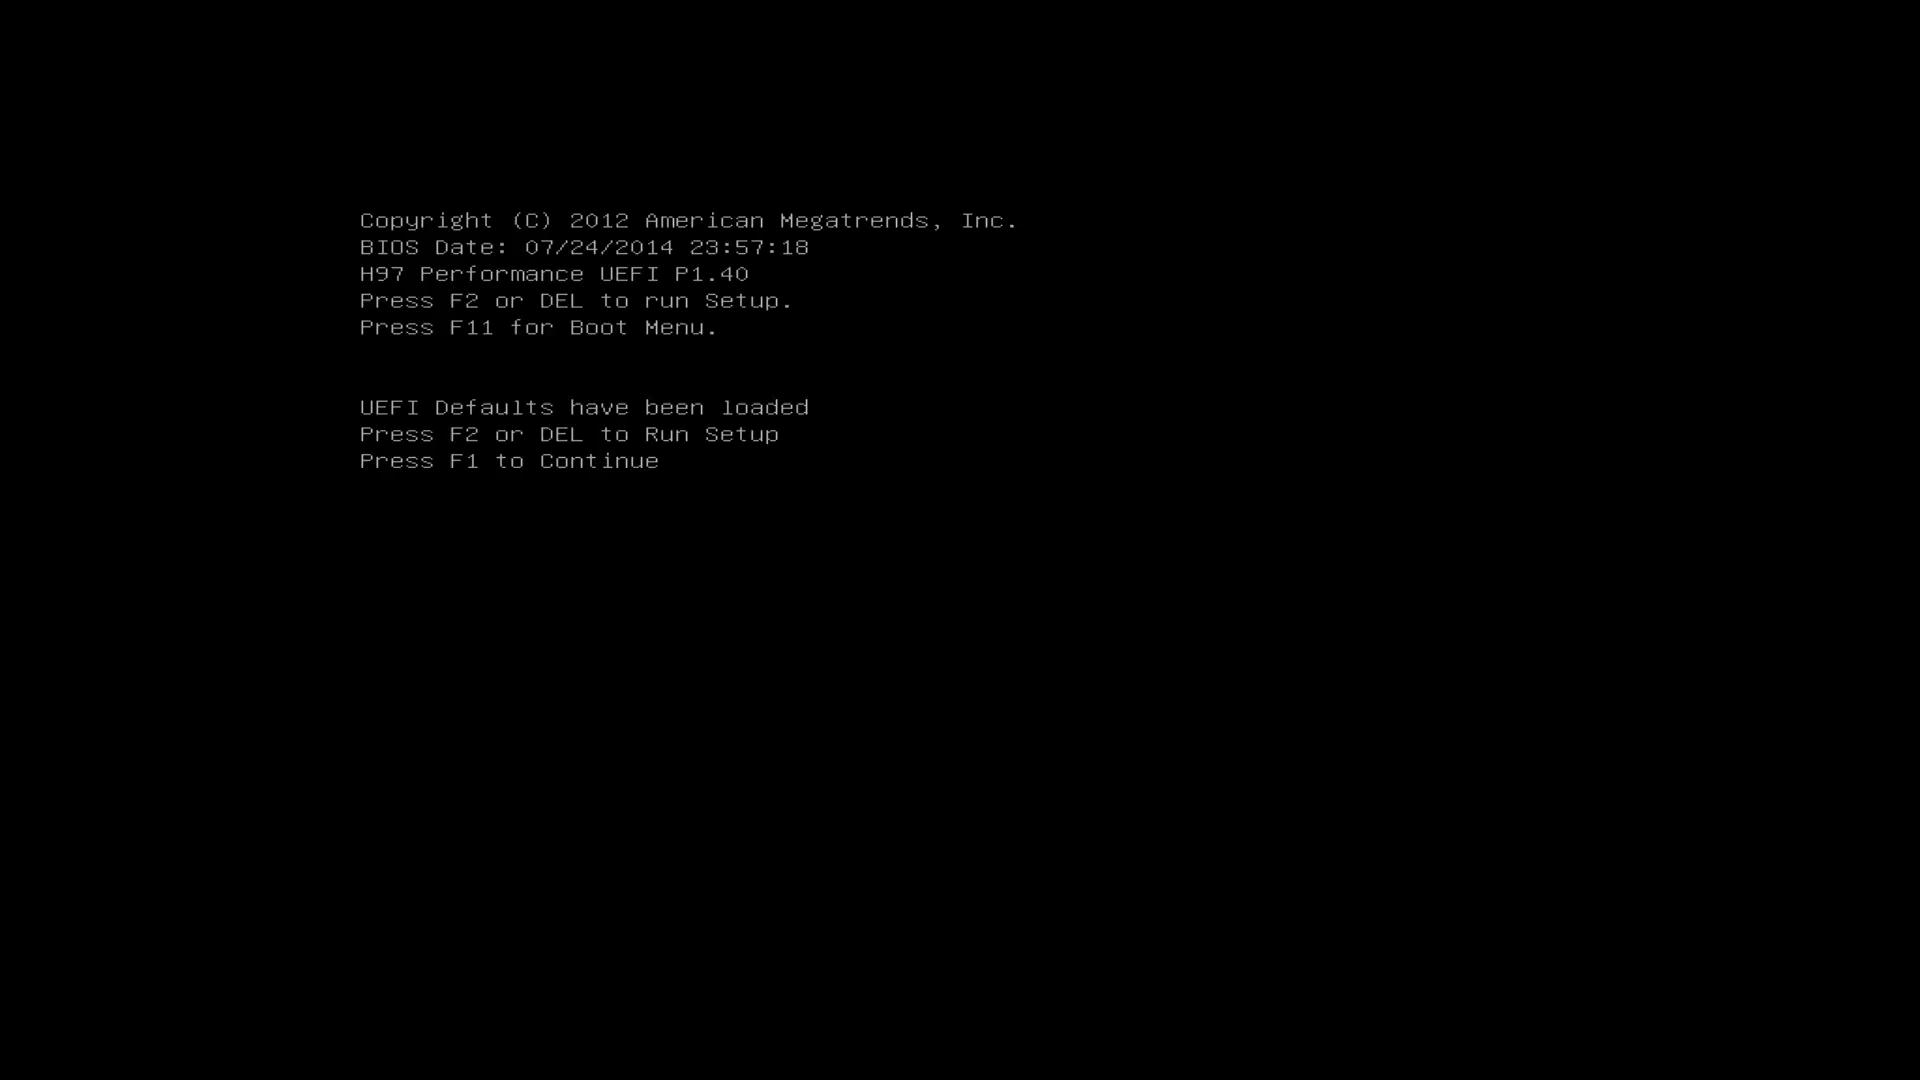 Copyright (C) 2012 American Megatrends, Inc.
BIOS Date: 07/24/2014 23:57:18
H97 Performance UEFI P1.40
Press F2 or DEL to run Setup.
Press F11 for Boot Menu.
UEFI Defaults have been loaded
Press F2 or DEL to Run Setup
Press F1 to Continue